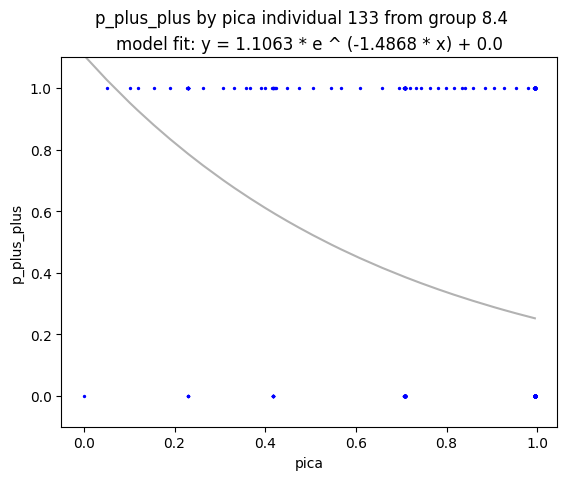 p_plus_plus by pica individual 133 from group 8.4
model fit: y = 1.1063 * e ^ (-1.4868 * x) + 0.0
1.0
0.8
0.6
0.4
0.2
0.0
p_plus_plus
0.0 0.2 0.4 0.6 0.8 1.0
pica